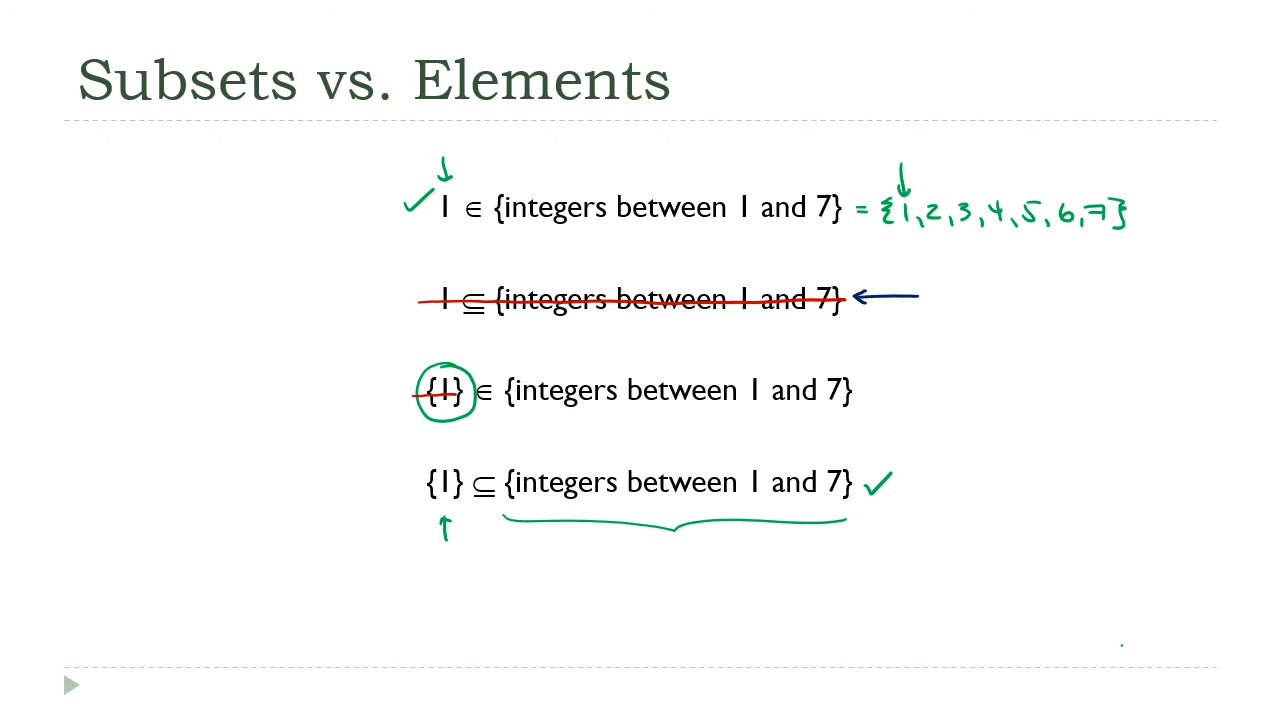 Subsets vs. Elements
✓ 1 ∈ {integers between 1 and 7} = {1,2,3,4,5,6,7}
1 ⊆ {integers between 1 and 7}
{1} ∈ {integers between 1 and 7}
{1} ⊆ {integers between 1 and 7} ✓